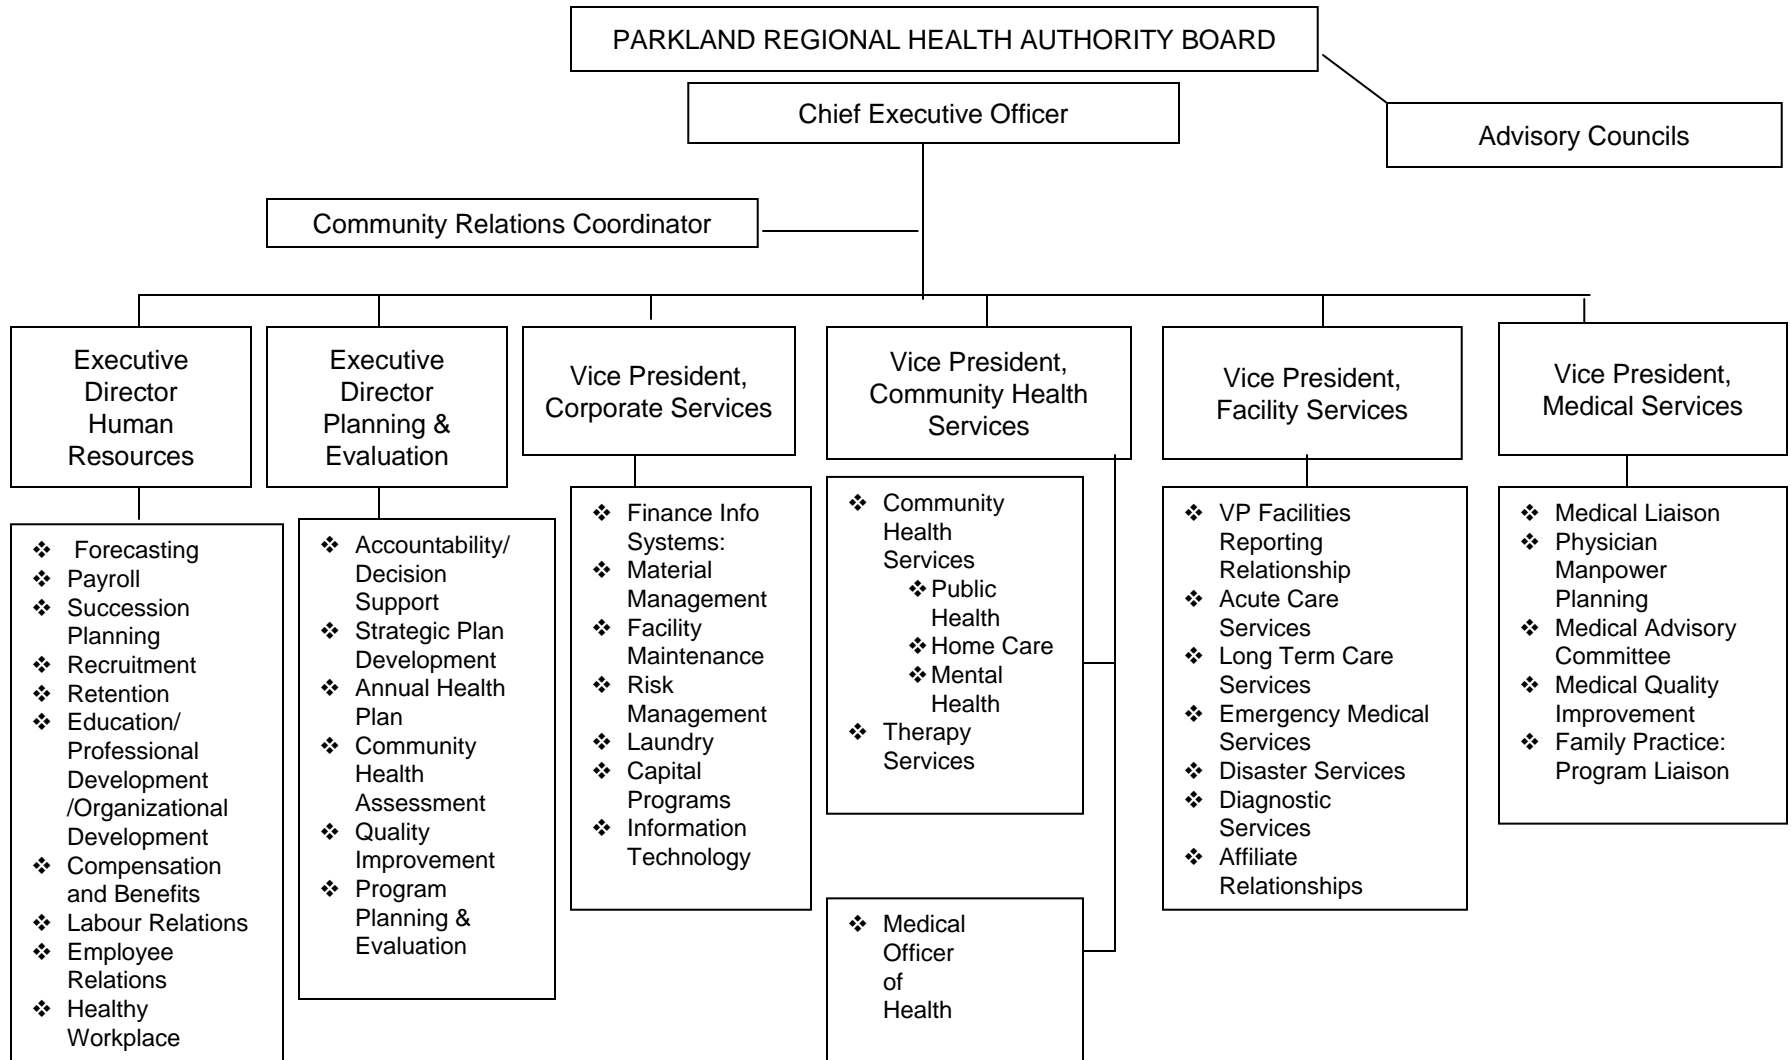 PARKLAND REGIONAL HEALTH AUTHORITY BOARD
Chief Executive Officer
Advisory Councils
Community Relations Coordinator
Executive
Director
Human
Resources
Executive
Director
Planning &
Evaluation
Vice President,
Corporate Services
Vice President,
Community Health
Services
Vice President,
Facility Services
Vice President,
Medical Services
❖ Forecasting
❖ Payroll
❖ Succession
Planning
❖ Recruitment
❖ Retention
❖ Education/
Professional
Development
/Organizational
Development
❖ Compensation
and Benefits
❖ Labour Relations
❖ Employee
Relations
❖ Healthy
Workplace
❖ Accountability/
Decision
Support
❖ Strategic Plan
Development
❖ Annual Health
Plan
❖ Community
Health
Assessment
❖ Quality
Improvement
❖ Program
Planning &
Evaluation
❖ Finance Info
Systems:
❖ Material
Management
❖ Facility
Maintenance
❖ Risk
Management
❖ Laundry
❖ Capital
Programs
❖ Information
Technology
❖ Community
Health
Services
❖ Public
Health
❖ Home Care
❖ Mental
Health
❖ Therapy
Services
❖ Medical
Officer
of
Health
❖ VP Facilities
Reporting
Relationship
❖ Acute Care
Services
❖ Long Term Care
Services
❖ Emergency Medical
Services
❖ Disaster Services
❖ Diagnostic
Services
❖ Affiliate
Relationships
❖ Medical Liaison
❖ Physician
Manpower
Planning
❖ Medical Advisory
Committee
❖ Medical Quality
Improvement
❖ Family Practice:
Program Liaison